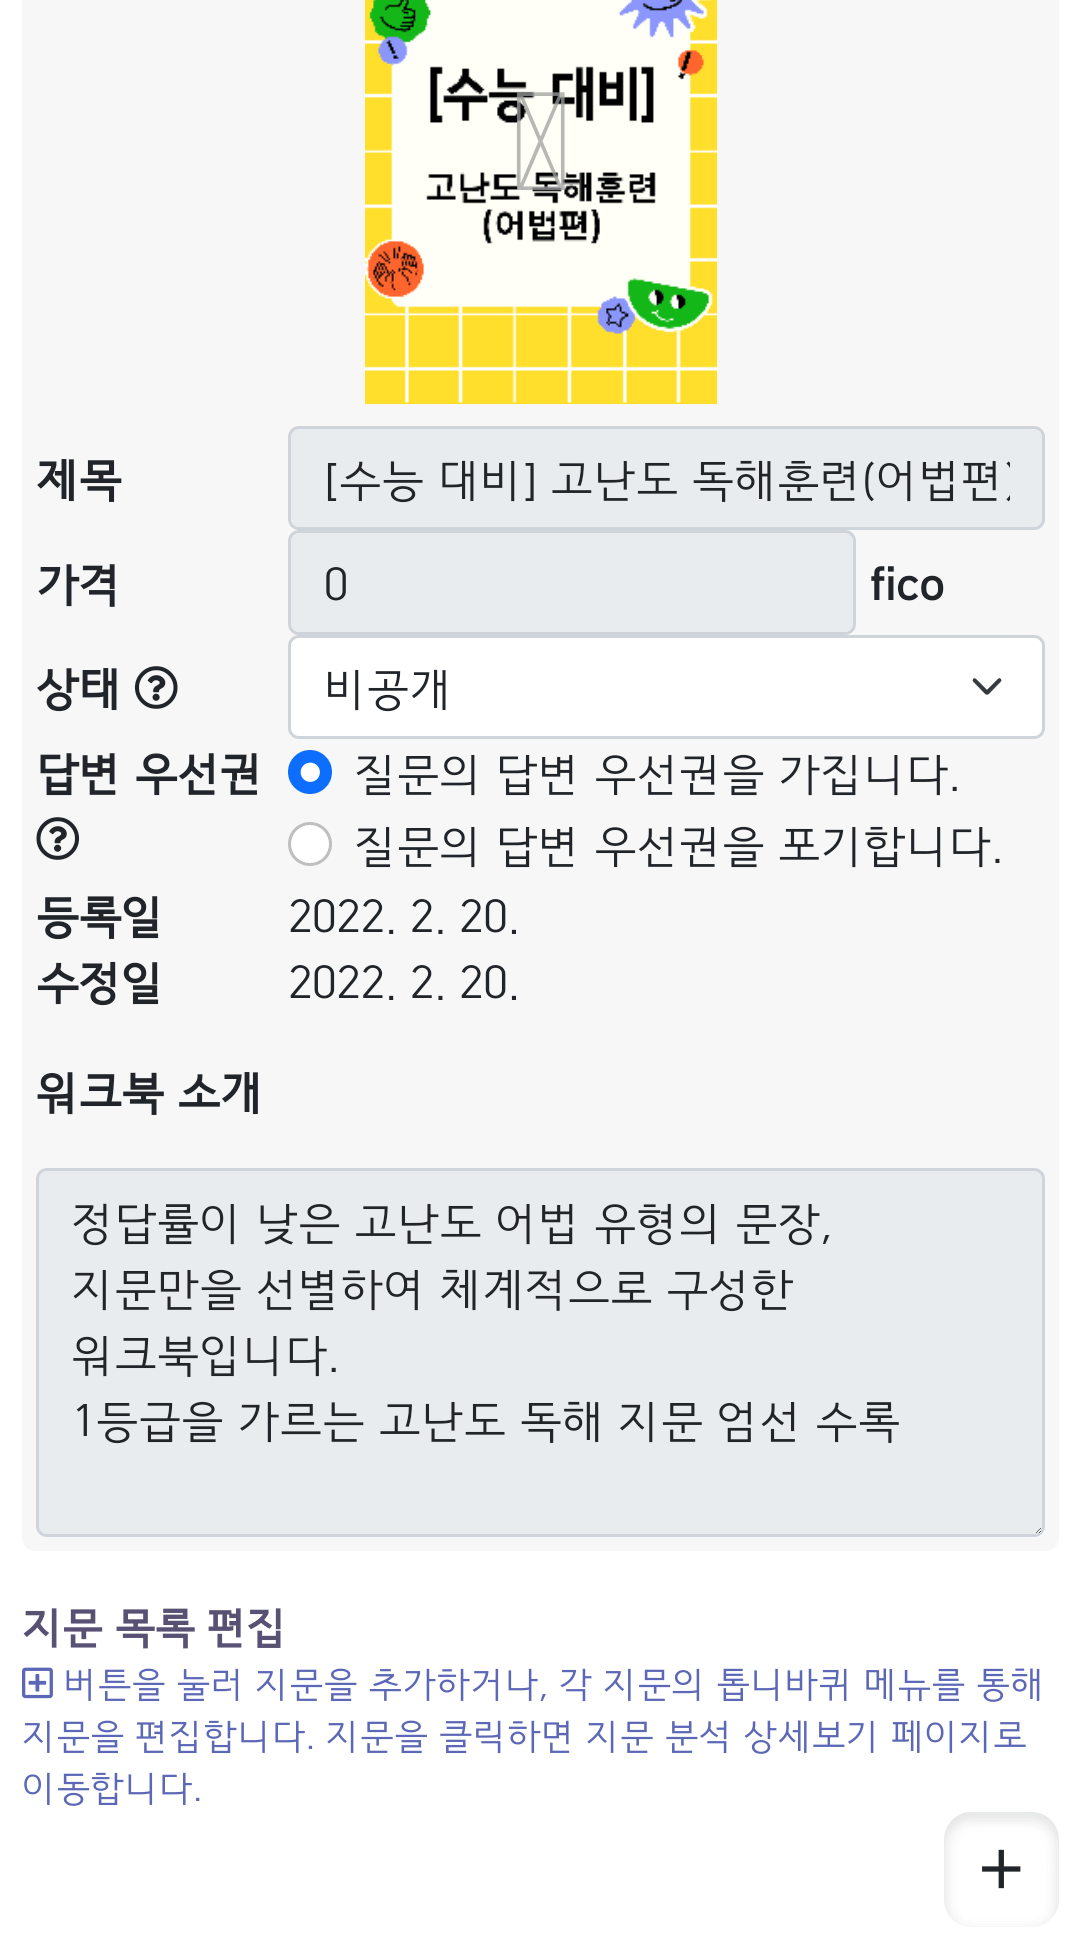 [수능 대비]
고난도 독해훈련
(어법편)
제목
[수능 대비] 고난도 독해훈련(어법편)
가격
0
fico
상태
비공개
답변 우선권
질문의 답변 우선권을 가집니다.
질문의 답변 우선권을 포기합니다.
등록일
2022. 2. 20.
수정일
2022. 2. 20.
워크북 소개
정답률이 낮은 고난도 어법 유형의 문장,
지문만을 선별하여 체계적으로 구성한
워크북입니다.
1등급을 가르는 고난도 독해 지문 엄선 수록
지문 목록 편집
버튼을 눌러 지문을 추가하거나, 각 지문의 톱니바퀴 메뉴를 통해
지문을 편집합니다. 지문을 클릭하면 지문 분석 상세보기 페이지로
이동합니다.